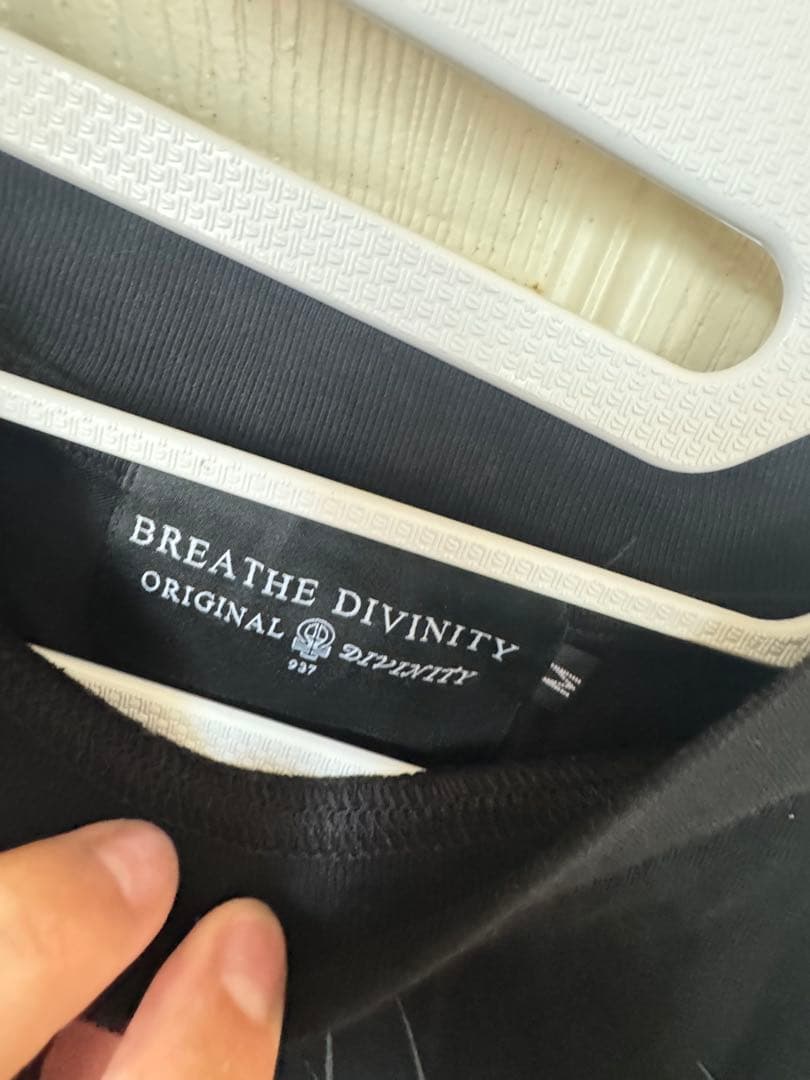 BREATHE DIVINITY
ORIGINAL DIVINITY
937
M